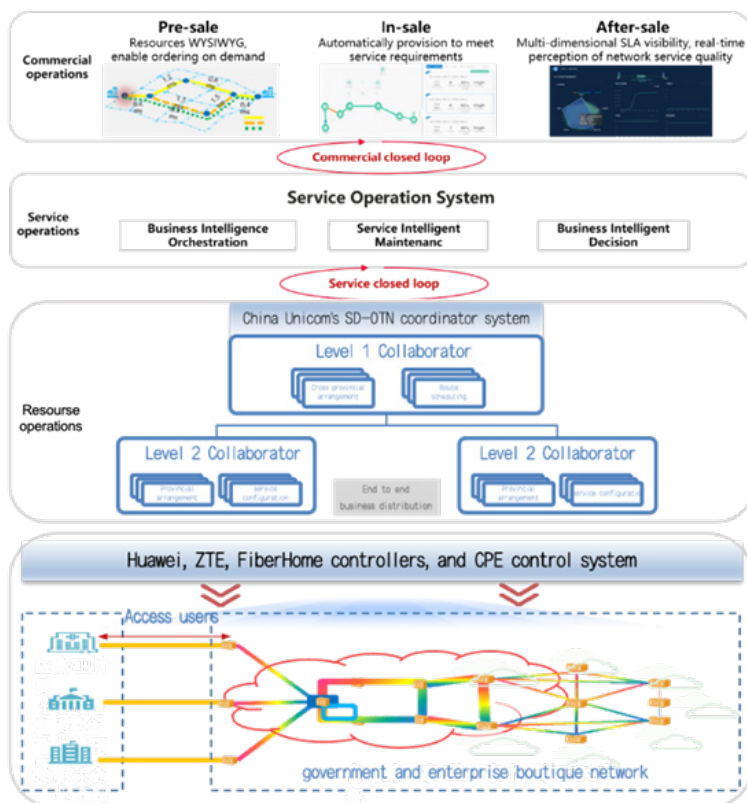 Commercial
operations
Pre-sale
Resources WYSIWYG,
enable ordering on demand
In-sale
Automatically provision to meet
service requirements
After-sale
Multi-dimensional SLA visibility, real-time
perception of network service quality
Commercial closed loop
Service
operations
Service Operation System
Business Intelligence
Orchestration
Service Intelligent
Maintenanc
Business Intelligent
Decision
Service closed loop
Resourse
operations
China Unicom's SD-OTN coordinator system
Level 1 Collaborator
Cross provincial
arrangement
Route
scheduling
Level 2 Collaborator
Provincial
arrangement
Service
configuration
End to end
business distribution
Level 2 Collaborator
Provincial
arrangement
Service configuratio
Huawei, ZTE, FiberHome controllers, and CPE control system
Access users
government and enterprise boutique network